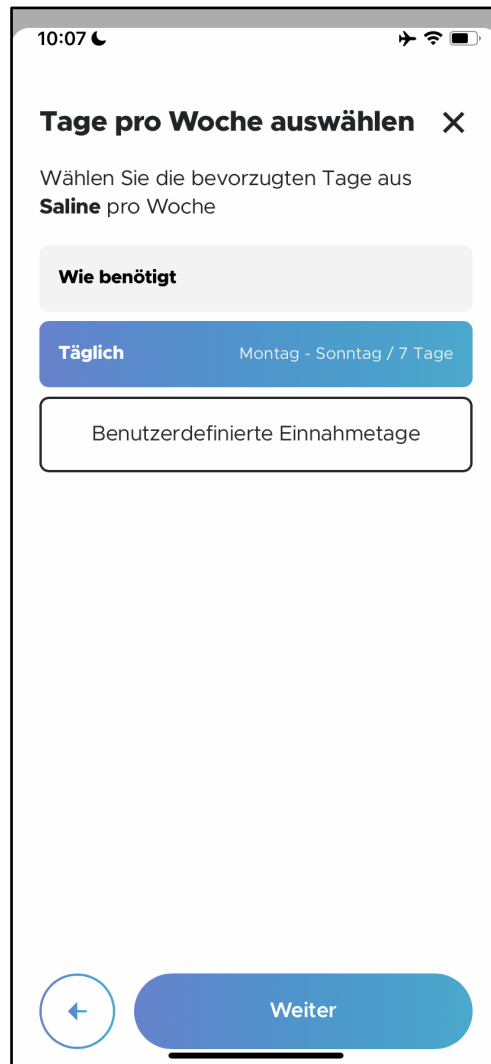 10:07
Tage pro Woche auswählen
Wählen Sie die bevorzugten Tage aus
Saline pro Woche
Wie benötigt
Täglich Montag - Sonntag / 7 Tage
Benutzerdefinierte Einnahmetage
Weiter